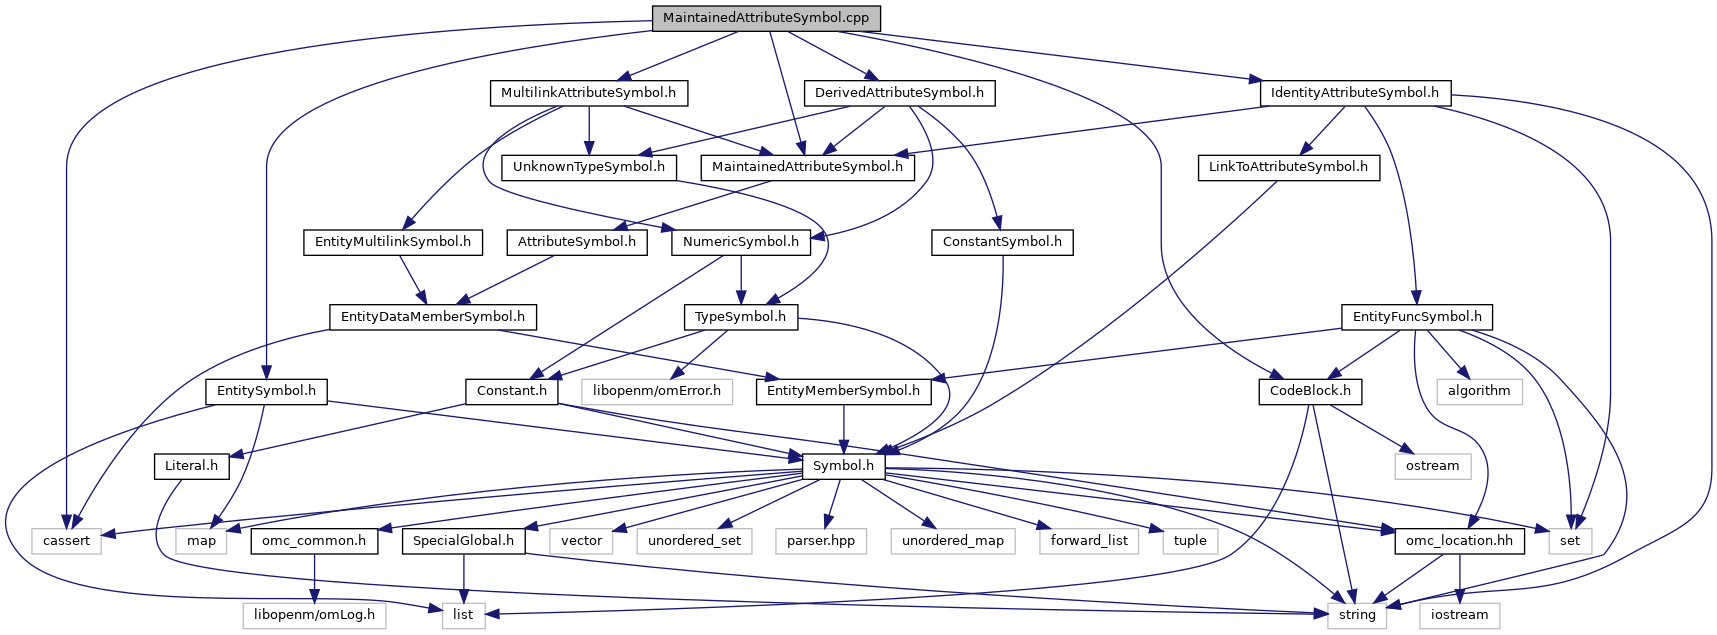 MaintainedAttributeSymbol.cpp
MultilinkAttributeSymbol.h
DerivedAttributeSymbol.h
IdentityAttributeSymbol.h
UnknownTypeSymbol.h
MaintainedAttributeSymbol.h
LinkToAttributeSymbol.h
EntityMultilinkSymbol.h
AttributeSymbol.h
NumericSymbol.h
ConstantSymbol.h
EntityDataMemberSymbol.h
TypeSymbol.h
EntityFuncSymbol.h
EntitySymbol.h
Constant.h
libopenm/omError.h
EntityMemberSymbol.h
CodeBlock.h
algorithm
Literal.h
Symbol.h
ostream
cassert
map
omc_common.h
SpecialGlobal.h
vector
unordered_set
parser.hpp
unordered_map
forward_list
tuple
omc_location.hh
set
libopenm/omLog.h
list
string
iostream